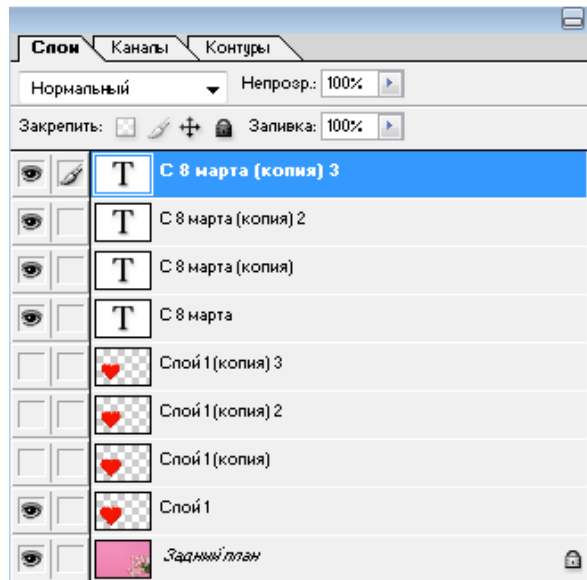 Слои Каналы Контуры
Нормальный Непрозр.: 100%
Закрепить: Заливка: 100%
T С 8 марта (копия) 3
T С 8 марта (копия) 2
T С 8 марта (копия)
T С 8 марта
Слой 1 (копия) 3
Слой 1 (копия) 2
Слой 1 (копия)
Слой 1
Задний план